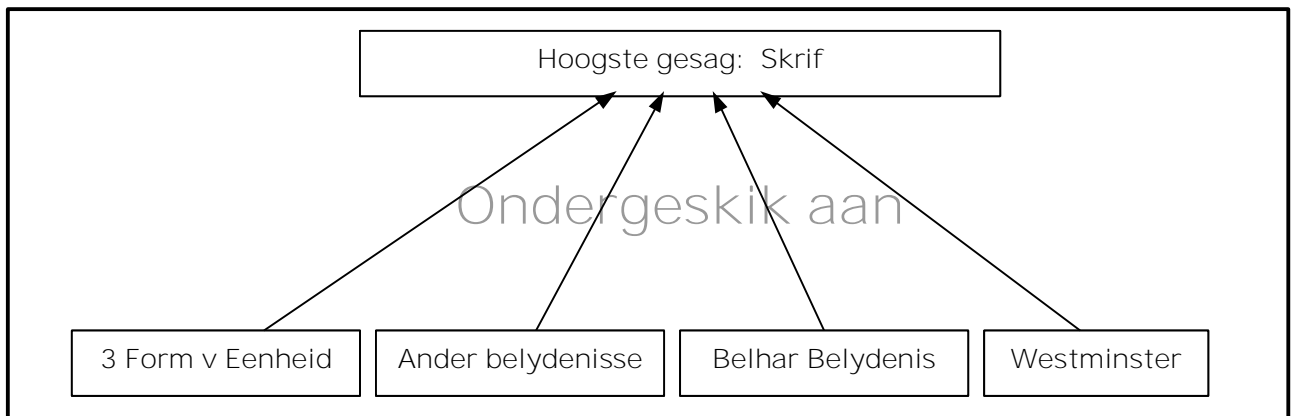 Hoogste gesag: Skrif
Ondergeskik aan
3 Form v Eenheid
Ander belydenisse
Belhar Belydenis
Westminster